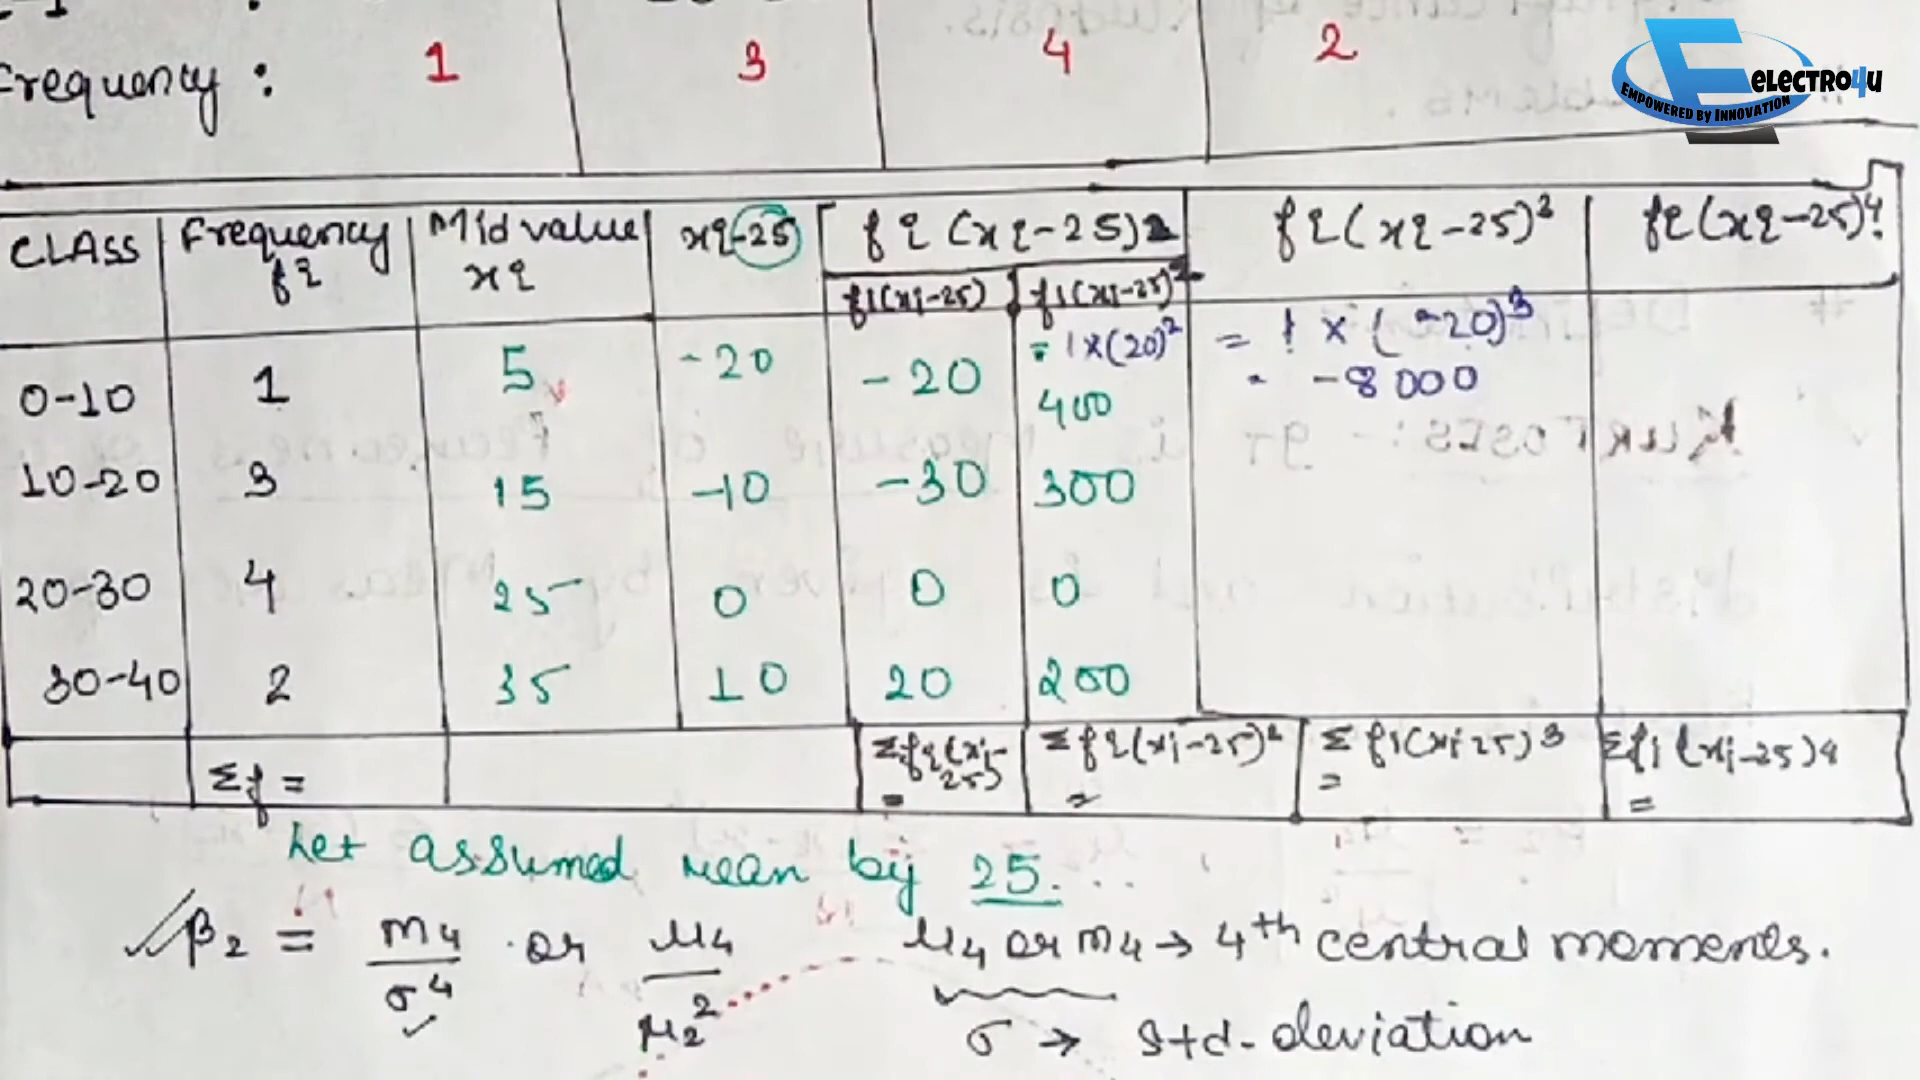 Frequency : 1 3 4 2
ELECTRO4U
EMPOWERED by INNOVATION
CLASS Frequency fi Mid value xi xi-25 fi (xi-25)2 fi(xi-25)3 fi(xi-25)4
fi(xi-25) fi(xi-25)2
0-10 1 5 -20 -20 = 1×(20)2 400 = 1×(-20)3 = -8000
10-20 3 15 -10 -30 300
20-30 4 25 0 0 0
30-40 2 35 10 20 200
Σf = Σfi(xi-25) = Σfi(xi-25)2 = Σfi(xi-25)3 = Σfi(xi-25)4 =
Let assumed mean by 25.
β2 = m4/σ4 or μ4/μ2² μ4 or m4 → 4th central moments.
σ → Std-deviation